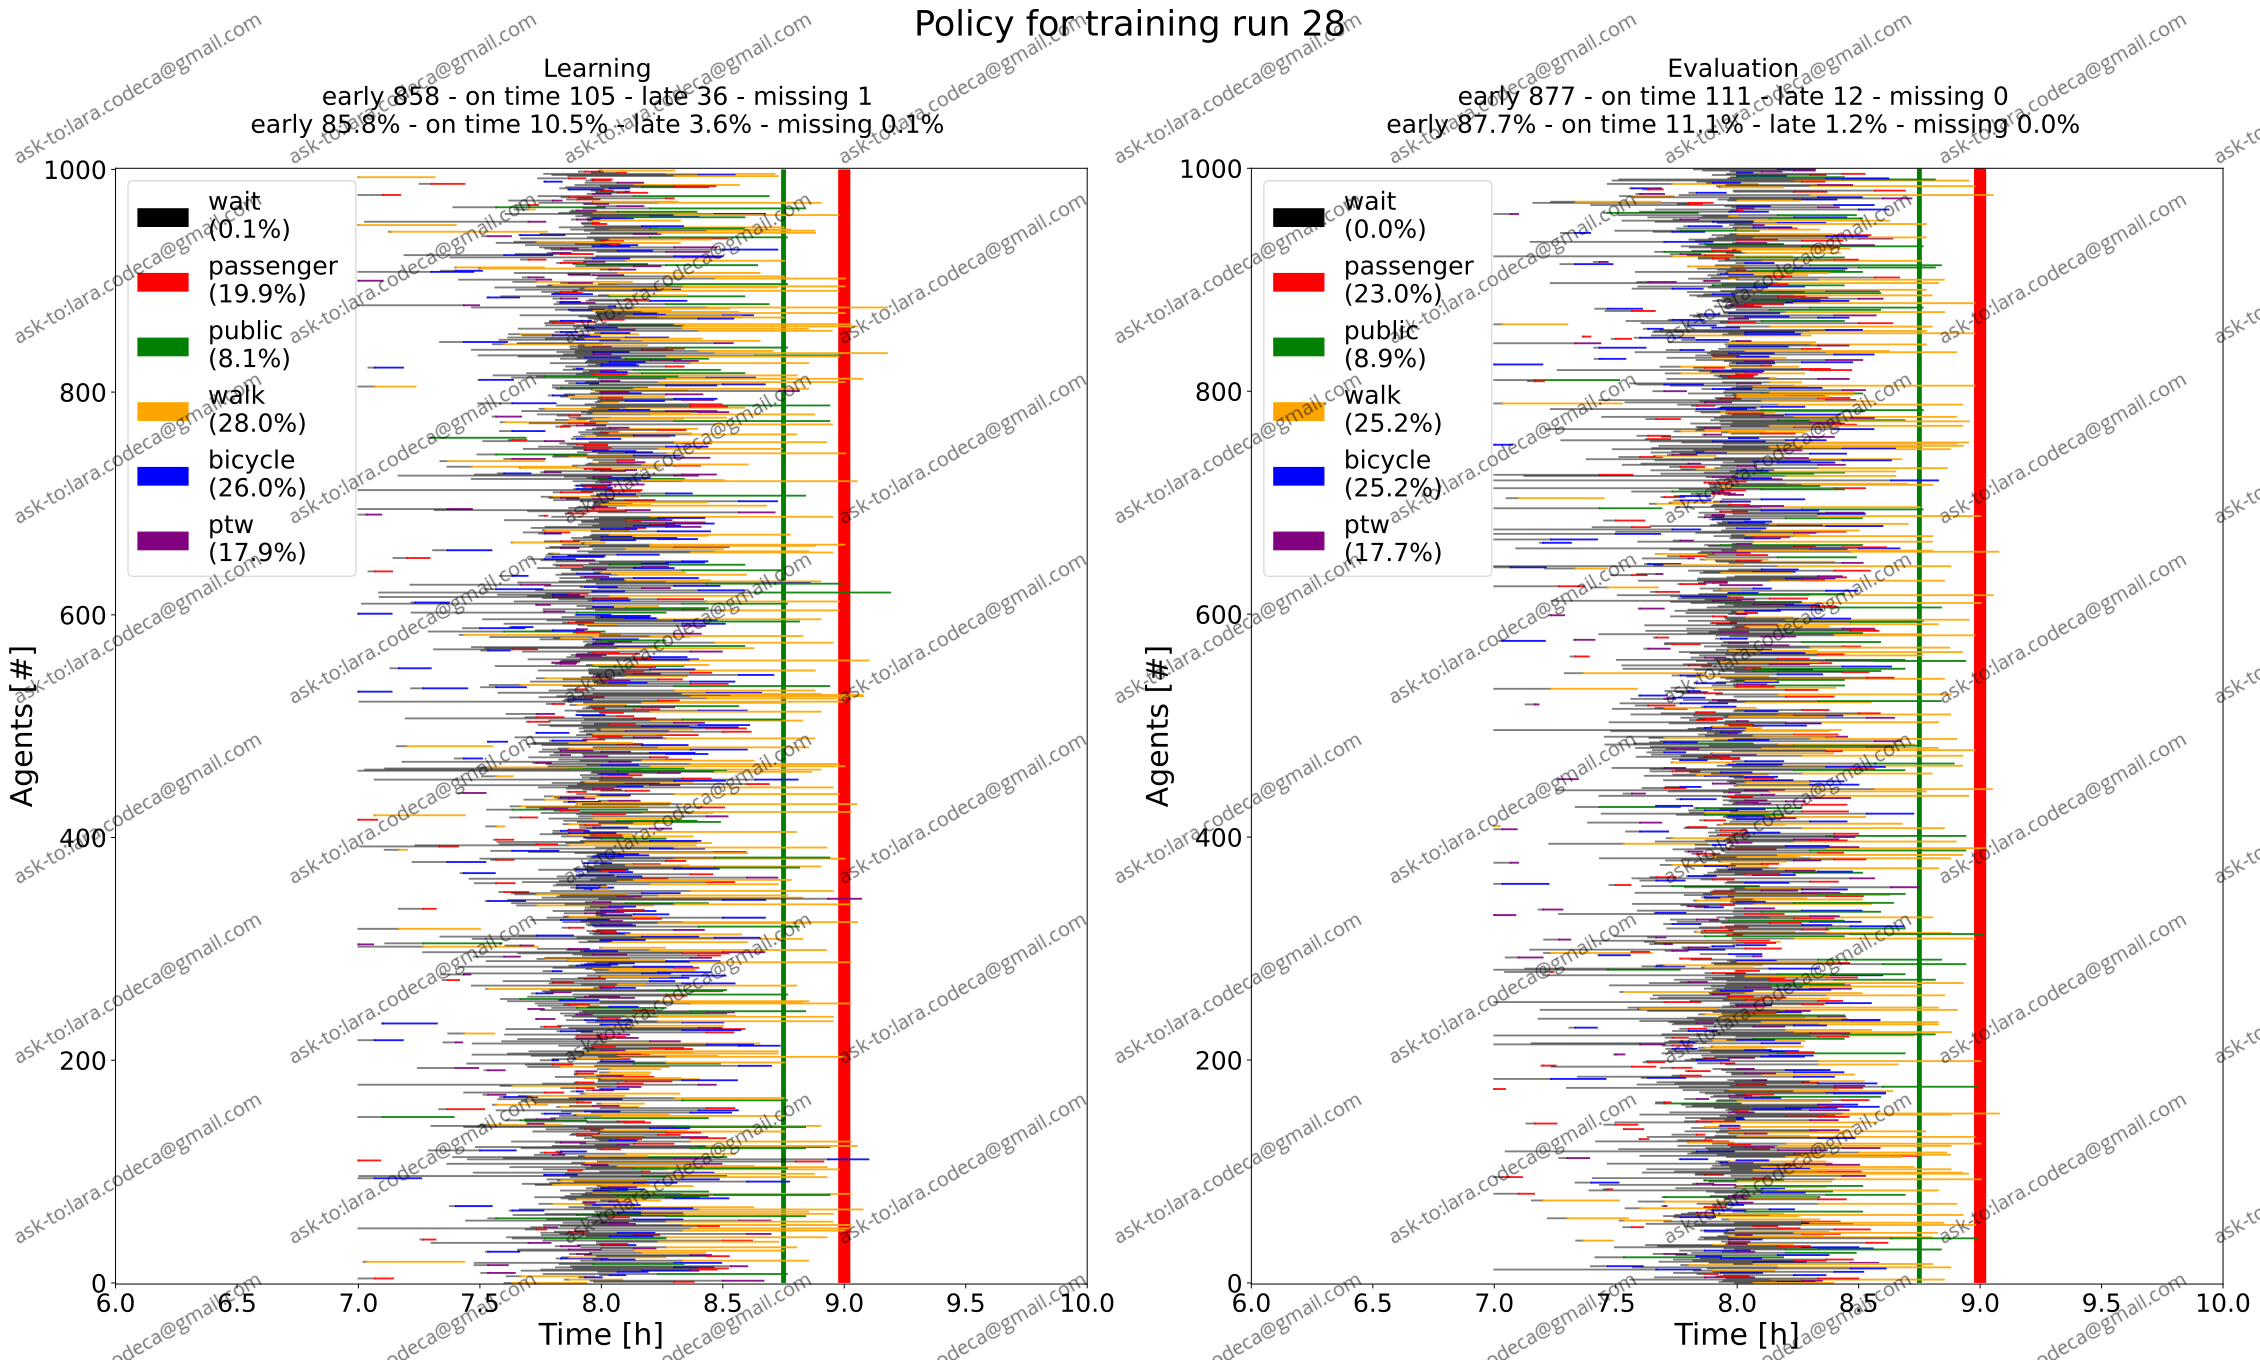 Policy for training run 28
Learning
early 858 - on time 105 - late 36 - missing 1
early 85.8% - on time 10.5% - late 3.6% - missing 0.1%
1000
800
600
400
200
0
Agents [#]
wait
(0.1%)
passenger
(19.9%)
public
(8.1%)
walk
(28.0%)
bicycle
(26.0%)
ptw
(17.9%)
6.0 6.5 7.0 7.5 8.0 8.5 9.0 9.5 10.0
Time [h]
Evaluation
early 877 - on time 111 - late 12 - missing 0
early 87.7% - on time 11.1% - late 1.2% - missing 0.0%
1000
800
600
400
200
0
Agents [#]
wait
(0.0%)
passenger
(23.0%)
public
(8.9%)
walk
(25.2%)
bicycle
(25.2%)
ptw
(17.7%)
6.0 6.5 7.0 7.5 8.0 8.5 9.0 9.5 10.0
Time [h]
ask-to:lara.codeca@gmail.com